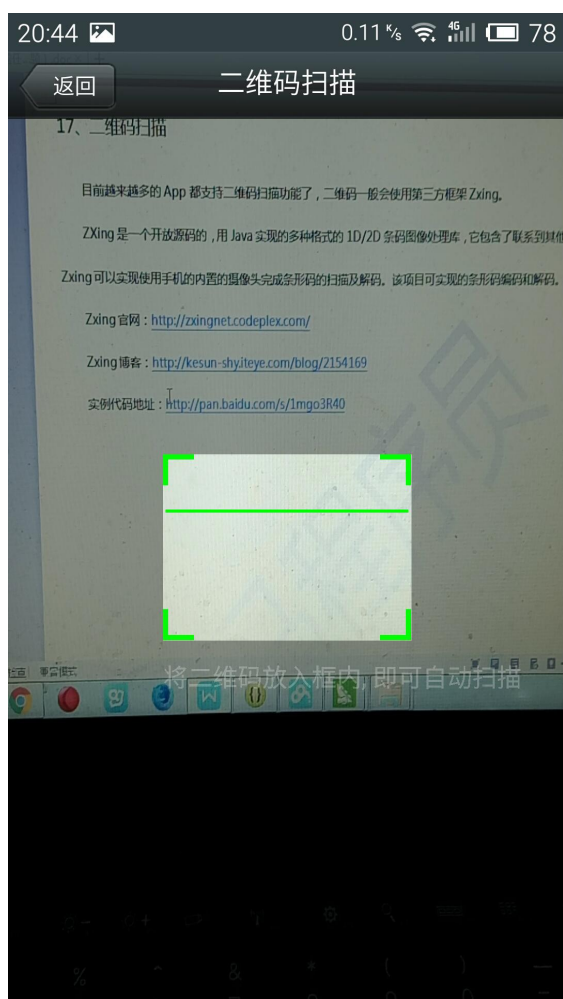 20:44 0.11 K/s 4G 78
返回 二维码扫描
17、二维码扫描
目前越来越多的 App 都支持二维码扫描功能了，二维码一般会使用第三方框架 Zxing。
ZXing 是一个开放源码的，用 Java 实现的多种格式的 1D/2D 条码图像处理库，它包含了联系到其他
Zxing 可以实现使用手机的内置的摄像头完成条形码的扫描及解码。该项目可实现的条形码编码和解码。
Zxing 官网：http://zxingnet.codeplex.com/
Zxing 博客：http://kesun-shy.iteye.com/blog/2154169
实例代码地址：http://pan.baidu.com/s/1mgo3R40
程序员
将二维码放入框内, 即可自动扫描
% ^ & * ( ) —